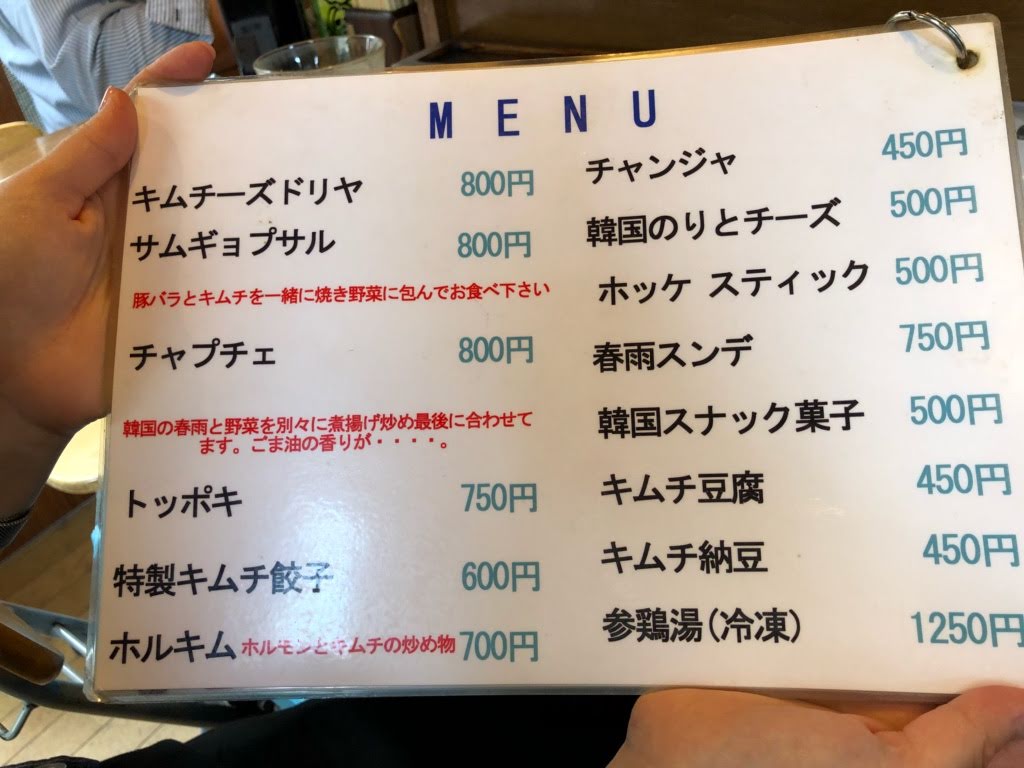 MENU
キムチーズドリヤ 800円
サムギョプサル 800円
豚バラとキムチを一緒に焼き野菜に包んでお食べ下さい
チャプチェ 800円
韓国の春雨と野菜を別々に煮揚げ炒め最後に合わせて
ます。ごま油の香りが・・・・。
トッポキ 750円
特製キムチ餃子 600円
ホルキム ホルモンとキムチの炒め物 700円
チャンジャ 450円
韓国のりとチーズ 500円
ホッケ スティック 500円
春雨スンデ 750円
韓国スナック菓子 500円
キムチ豆腐 450円
キムチ納豆 450円
参鶏湯(冷凍) 1250円